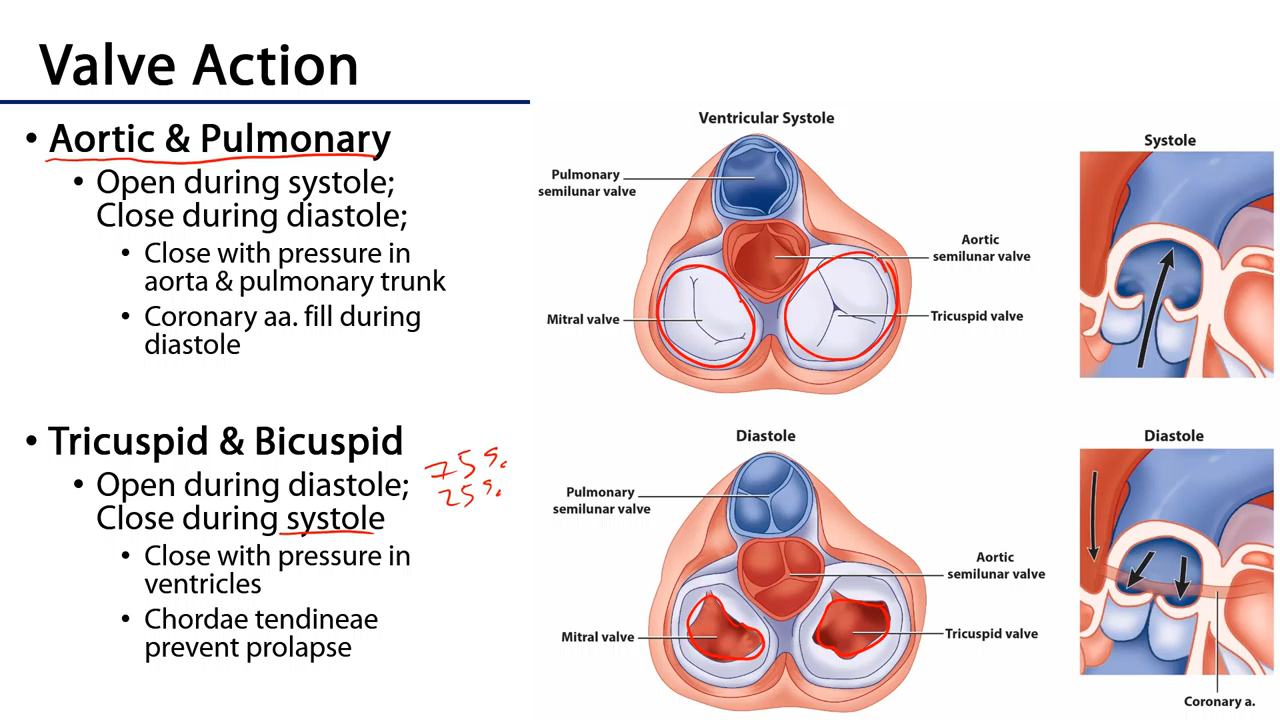 Valve Action
• Aortic & Pulmonary
• Open during systole;
Close during diastole;
• Close with pressure in
aorta & pulmonary trunk
• Coronary aa. fill during
diastole
• Tricuspid & Bicuspid
• Open during diastole;
Close during systole
• Close with pressure in
ventricles
• Chordae tendineae
prevent prolapse
75%
25%
Ventricular Systole
Pulmonary
semilunar valve
Aortic
semilunar valve
Mitral valve
Tricuspid valve
Systole
Diastole
Pulmonary
semilunar valve
Aortic
semilunar valve
Mitral valve
Tricuspid valve
Diastole
Coronary a.